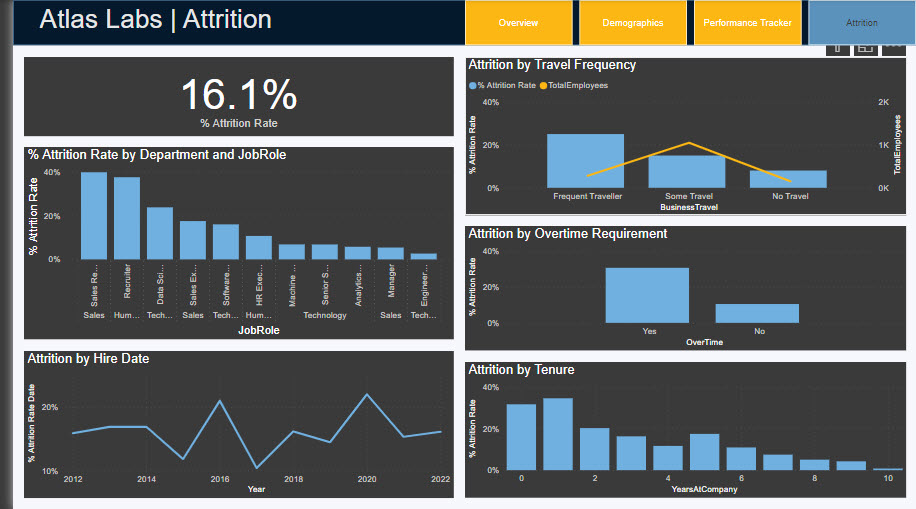 Atlas Labs | Attrition
Overview
Demographics
Performance Tracker
Attrition
16.1%
% Attrition Rate
% Attrition Rate by Department and JobRole
% Attrition Rate
40%
20%
0%
Sales Re...
Recruiter
Data Sci...
Sales Ex...
Software...
HR Exec...
Machine ...
Senior S...
Analytics...
Manager
Engineer...
Sales
Hum...
Tech...
Sales
Tech...
Hum...
Technology
Sales
Tech...
JobRole
Attrition by Hire Date
% Attrition Rate Date
20%
10%
2012
2014
2016
2018
2020
2022
Year
Attrition by Travel Frequency
% Attrition Rate
TotalEmployees
% Attrition Rate
40%
20%
0%
2K
1K
0K
TotalEmployees
Frequent Traveller
Some Travel
No Travel
BusinessTravel
Attrition by Overtime Requirement
% Attrition Rate
40%
20%
0%
Yes
No
OverTime
Attrition by Tenure
% Attrition Rate
40%
20%
0%
0
2
4
6
8
10
YearsAtCompany